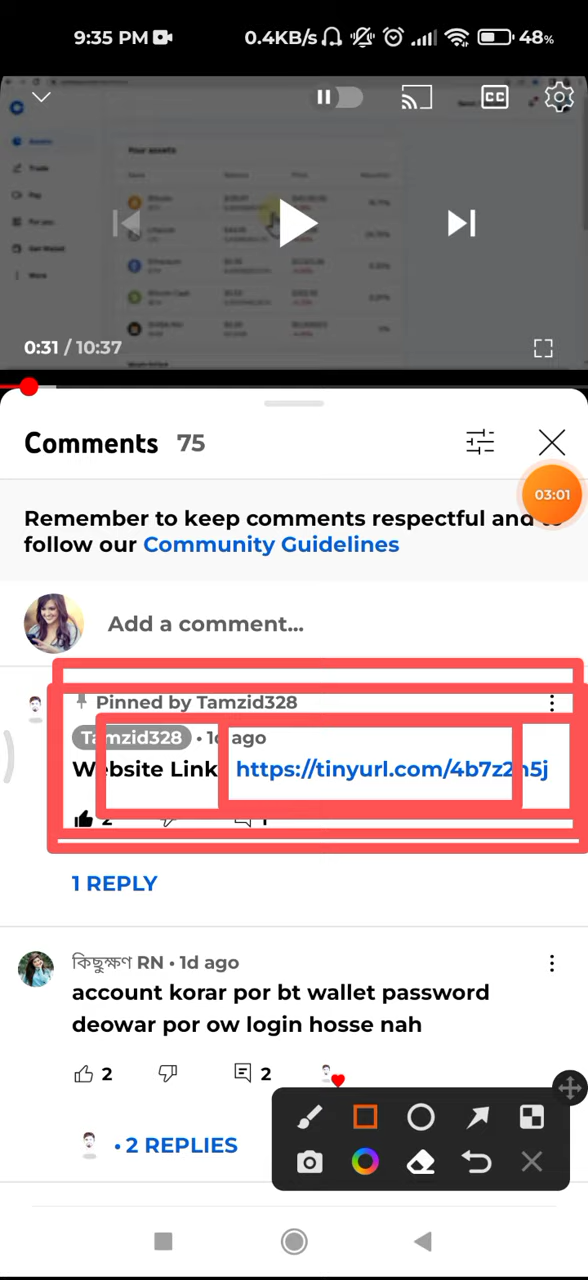 9:35 PM 0.4KB/s 48%
CC
0:31 / 10:37
Comments 75
03:01
Remember to keep comments respectful and to
follow our Community Guidelines
Add a comment...
Pinned by Tamzid328
Tamzid328 • 1d ago
Website Link https://tinyurl.com/4b7z2n5j
2 1
1 REPLY
কিছুক্ষণ RN • 1d ago
account korar por bt wallet password
deowar por ow login hosse nah
2 2
• 2 REPLIES